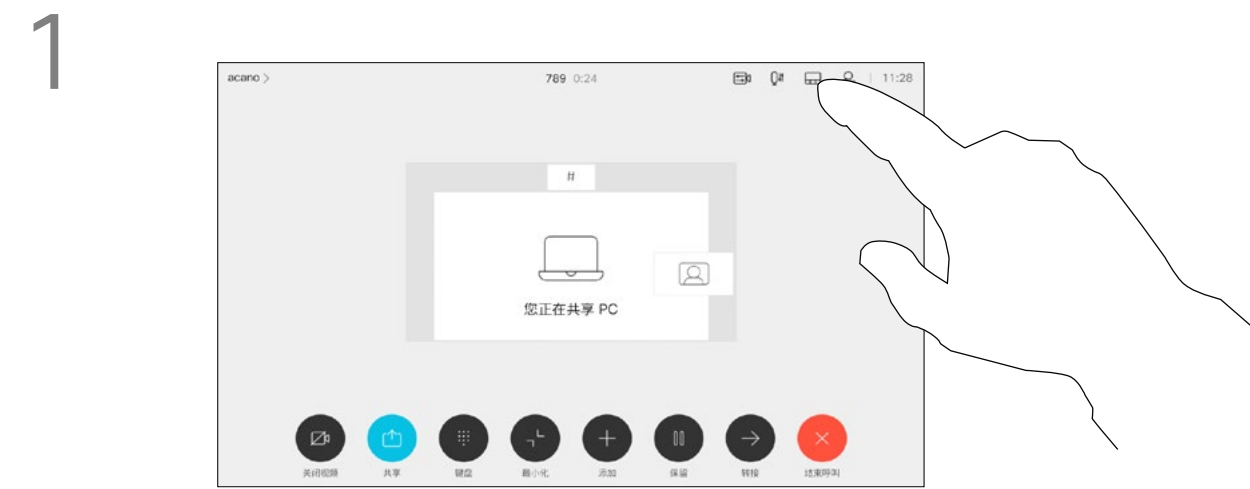 1
acano >
789 0:24
11:28
#
您正在共享 PC
关闭视频
共享
键盘
最小化
添加
保留
转接
结束呼叫